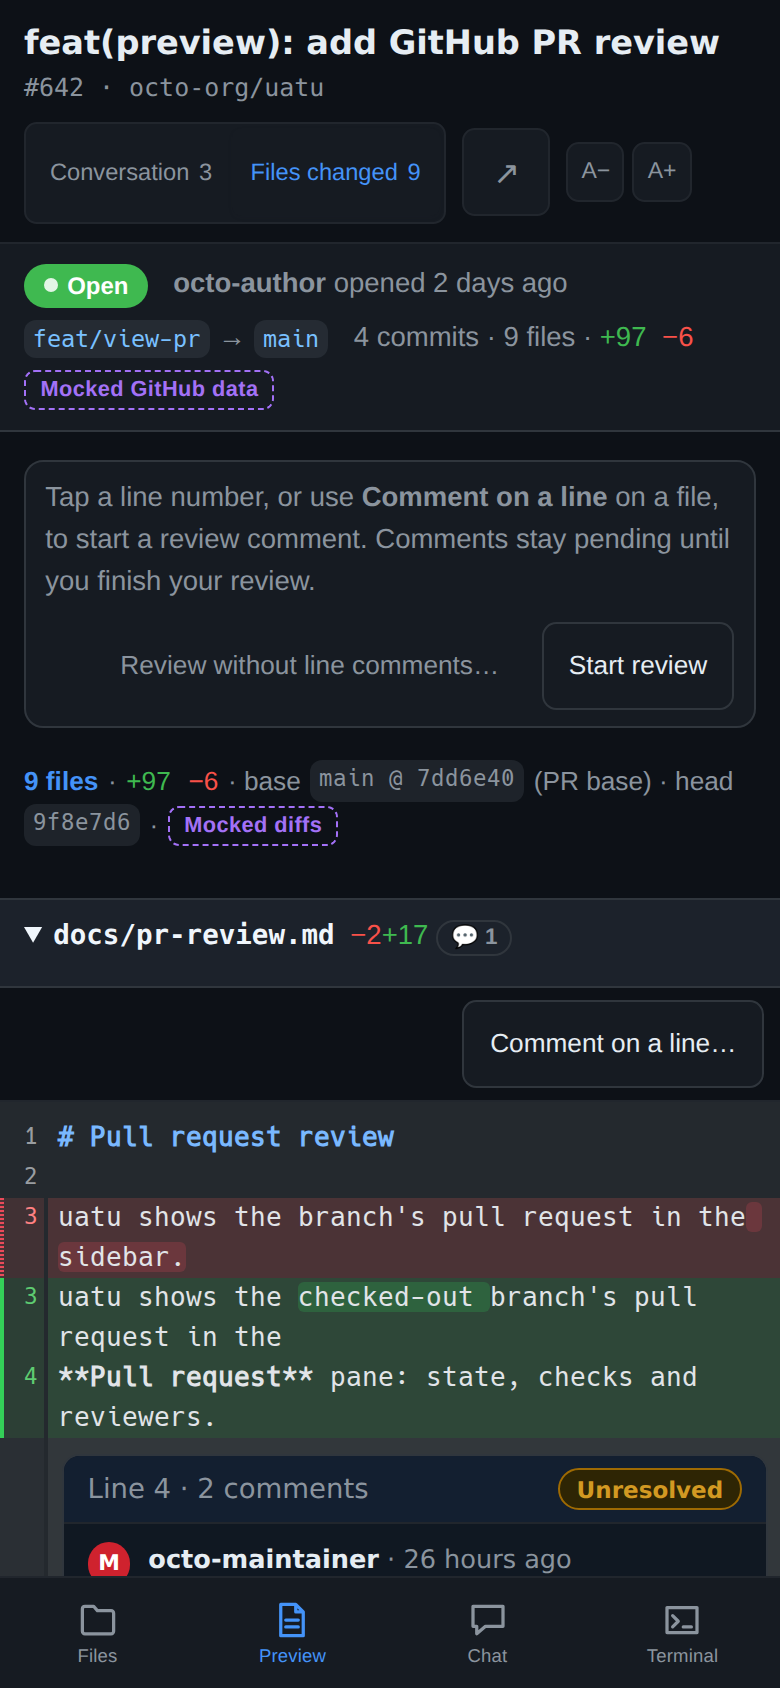 feat(preview): add GitHub PR review
#642 · octo-org/uatu
Conversation 3 Files changed 9 ↗ A− A+
Open octo-author opened 2 days ago
feat/view-pr → main 4 commits · 9 files · +97 −6
Mocked GitHub data
Tap a line number, or use Comment on a line on a file,
to start a review comment. Comments stay pending until
you finish your review.
Review without line comments… Start review
9 files · +97 −6 · base main @ 7dd6e40 (PR base) · head
9f8e7d6 · Mocked diffs
docs/pr-review.md −2+17 💬 1
Comment on a line…
1 # Pull request review
2
3 uatu shows the branch's pull request in the
sidebar.
3 uatu shows the checked-out branch's pull
request in the
4 **Pull request** pane: state, checks and
reviewers.
Line 4 · 2 comments Unresolved
M octo-maintainer · 26 hours ago
Files Preview Chat Terminal